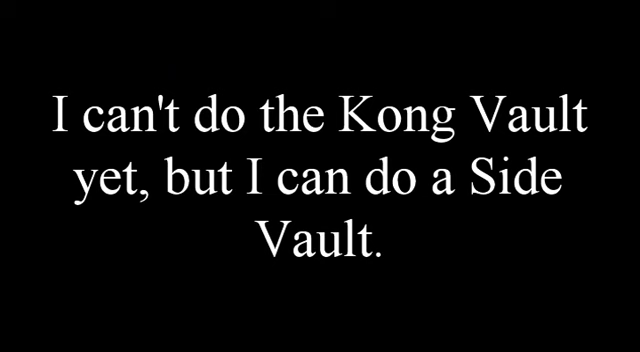 I can't do the Kong Vault
yet, but I can do a Side
Vault.